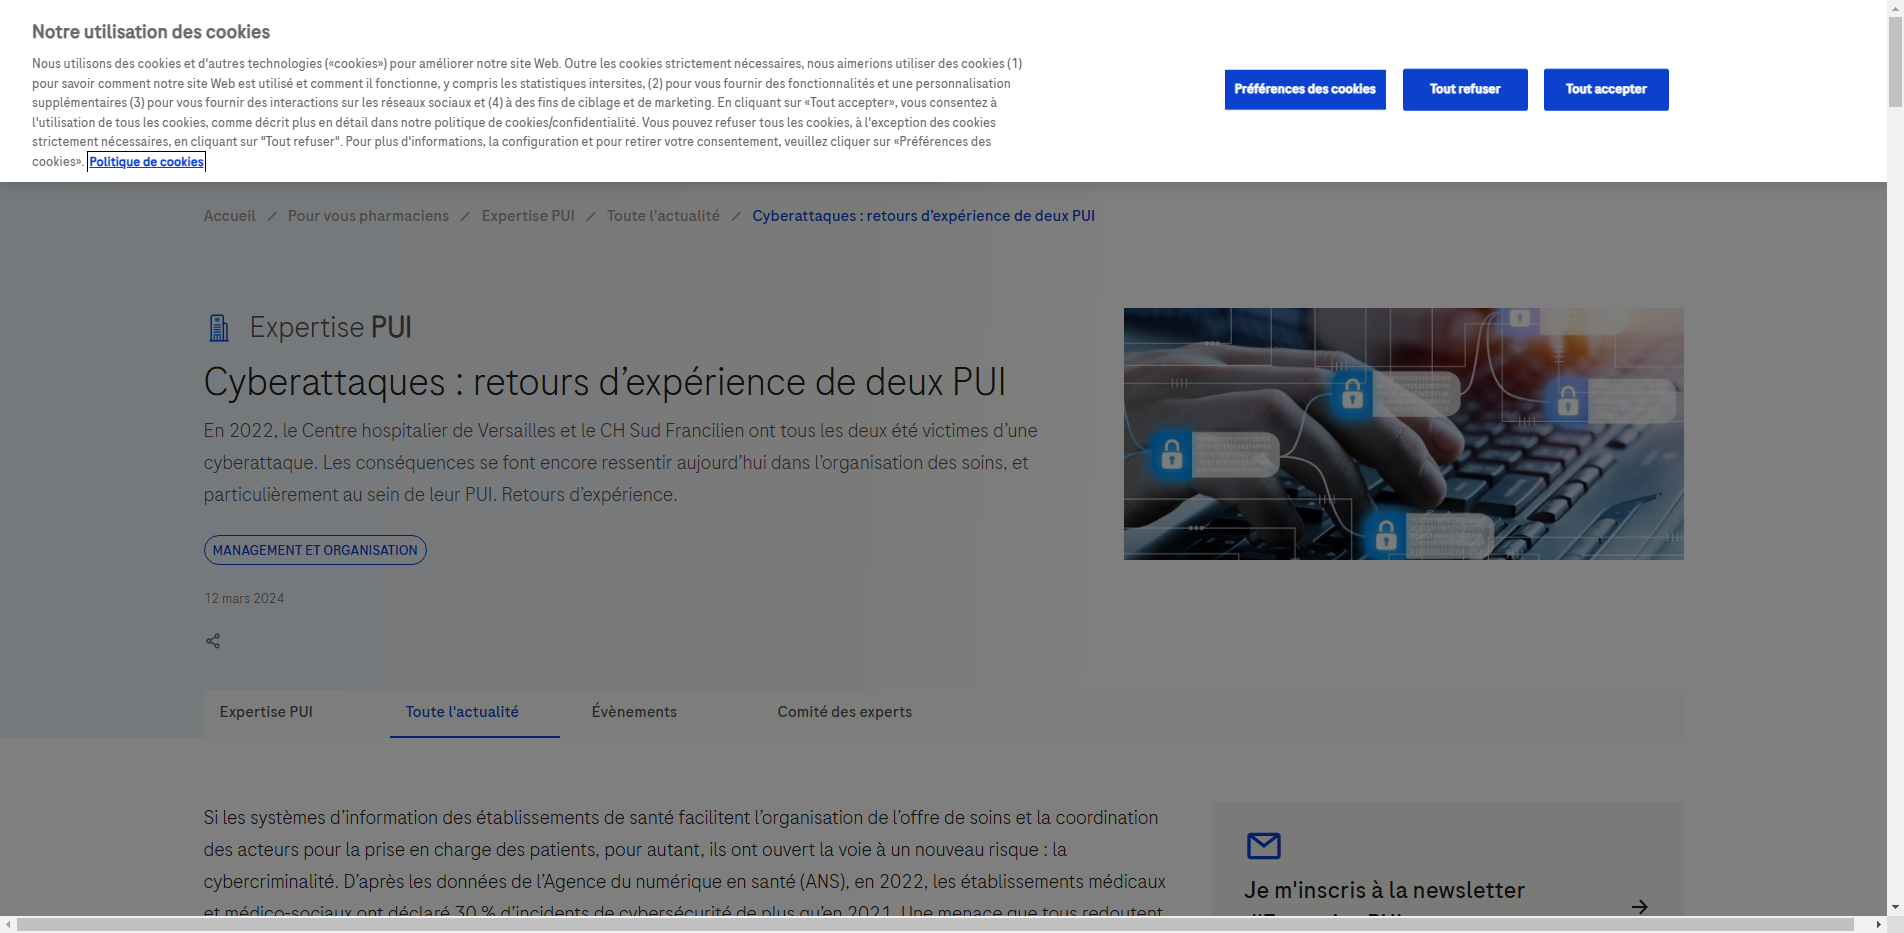 Notre utilisation des cookies
Nous utilisons des cookies et d'autres technologies («cookies») pour améliorer notre site Web. Outre les cookies strictement nécessaires, nous aimerions utiliser des cookies (1)
pour savoir comment notre site Web est utilisé et comment il fonctionne, y compris les statistiques intersites, (2) pour vous fournir des fonctionnalités et une personnalisation
supplémentaires (3) pour vous fournir des interactions sur les réseaux sociaux et (4) à des fins de ciblage et de marketing. En cliquant sur «Tout accepter», vous consentez à
l'utilisation de tous les cookies, comme décrit plus en détail dans notre politique de cookies/confidentialité. Vous pouvez refuser tous les cookies, à l'exception des cookies
strictement nécessaires, en cliquant sur "Tout refuser". Pour plus d'informations, la configuration et pour retirer votre consentement, veuillez cliquer sur «Préférences des
cookies». Politique de cookies
Préférences des cookies
Tout refuser
Tout accepter
Accueil / Pour vous pharmaciens / Expertise PUI / Toute l'actualité / Cyberattaques : retours d’expérience de deux PUI
Expertise PUI
Cyberattaques : retours d’expérience de deux PUI
En 2022, le Centre hospitalier de Versailles et le CH Sud Francilien ont tous les deux été victimes d’une
cyberattaque. Les conséquences se font encore ressentir aujourd’hui dans l’organisation des soins, et
particulièrement au sein de leur PUI. Retours d’expérience.
MANAGEMENT ET ORGANISATION
12 mars 2024
Expertise PUI
Toute l'actualité
Évènements
Comité des experts
Si les systèmes d’information des établissements de santé facilitent l’organisation de l’offre de soins et la coordination
des acteurs pour la prise en charge des patients, pour autant, ils ont ouvert la voie à un nouveau risque : la
cybercriminalité. D’après les données de l’Agence du numérique en santé (ANS), en 2022, les établissements médicaux
et médico-sociaux ont déclaré 30 % d’incidents de cybersécurité de plus qu’en 2021. Une menace que tous redoutent
Je m'inscris à la newsletter